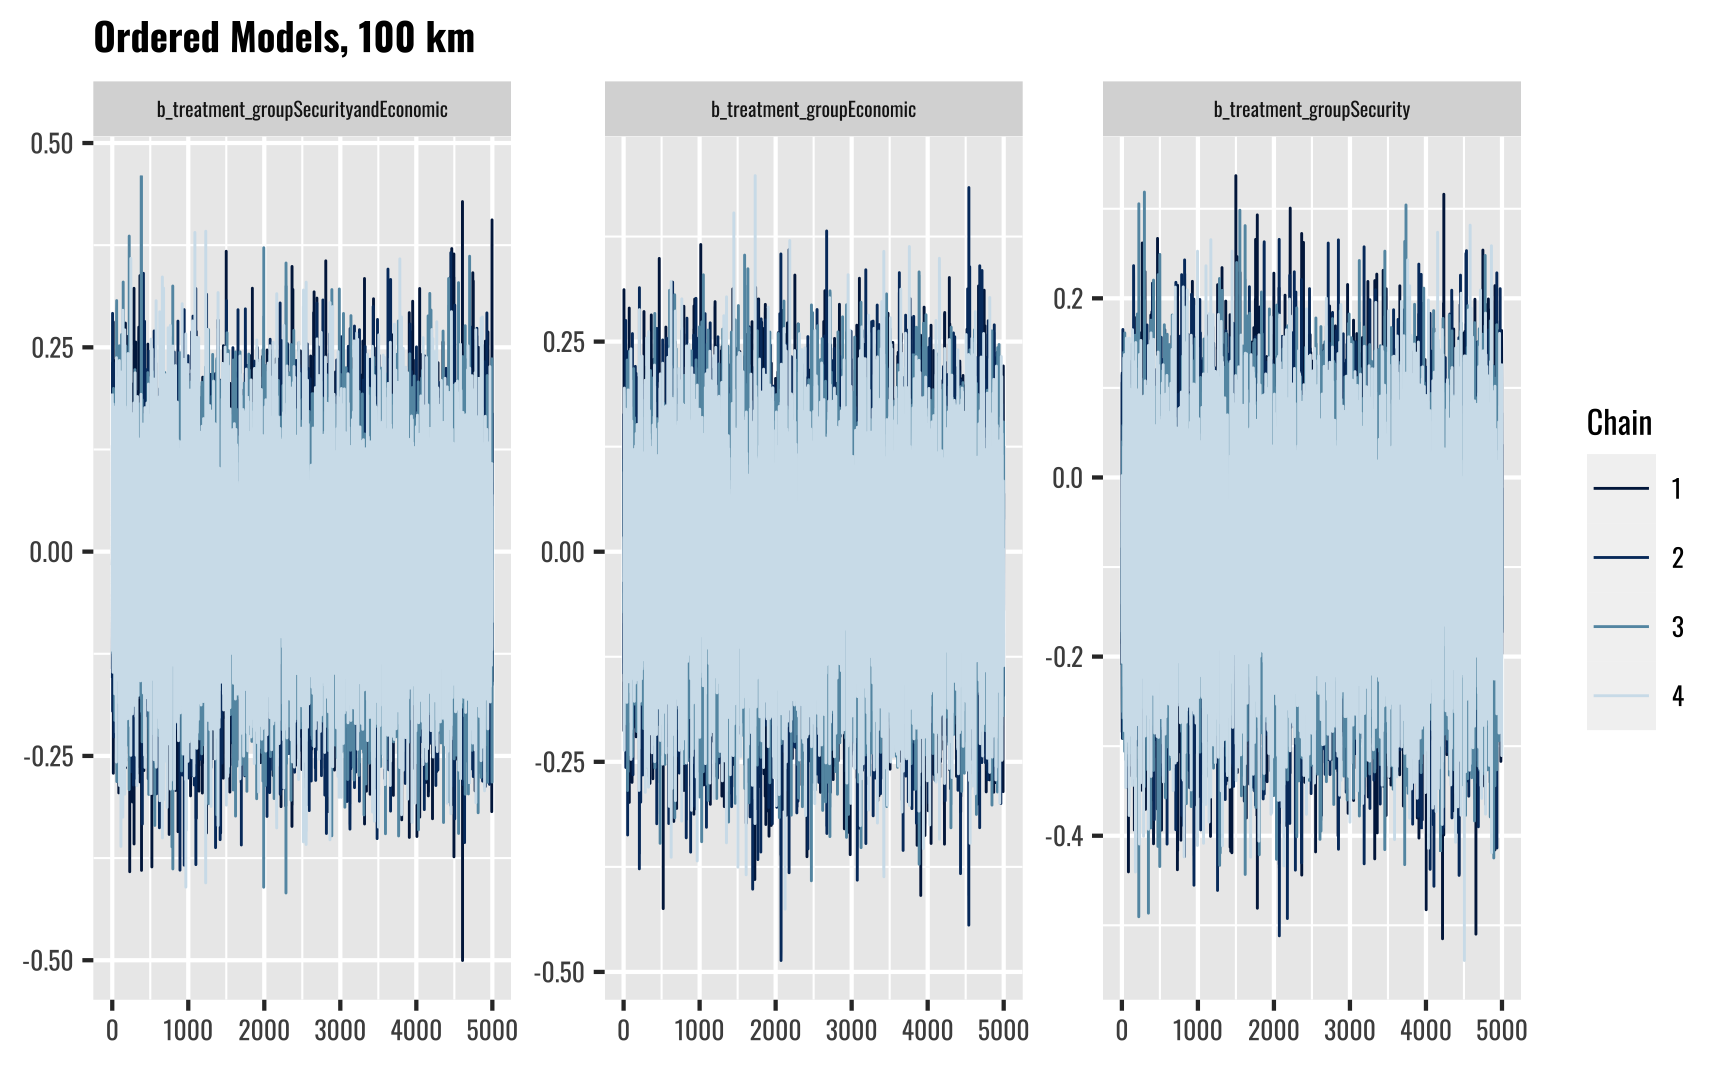 Ordered Models, 100 km
b_treatment_groupSecurityandEconomic
b_treatment_groupEconomic
b_treatment_groupSecurity
0.50
0.25
0.00
-0.25
-0.50
0.25
0.00
-0.25
-0.50
0.2
0.0
-0.2
-0.4
0 1000 2000 3000 4000 5000
0 1000 2000 3000 4000 5000
0 1000 2000 3000 4000 5000
Chain
1
2
3
4